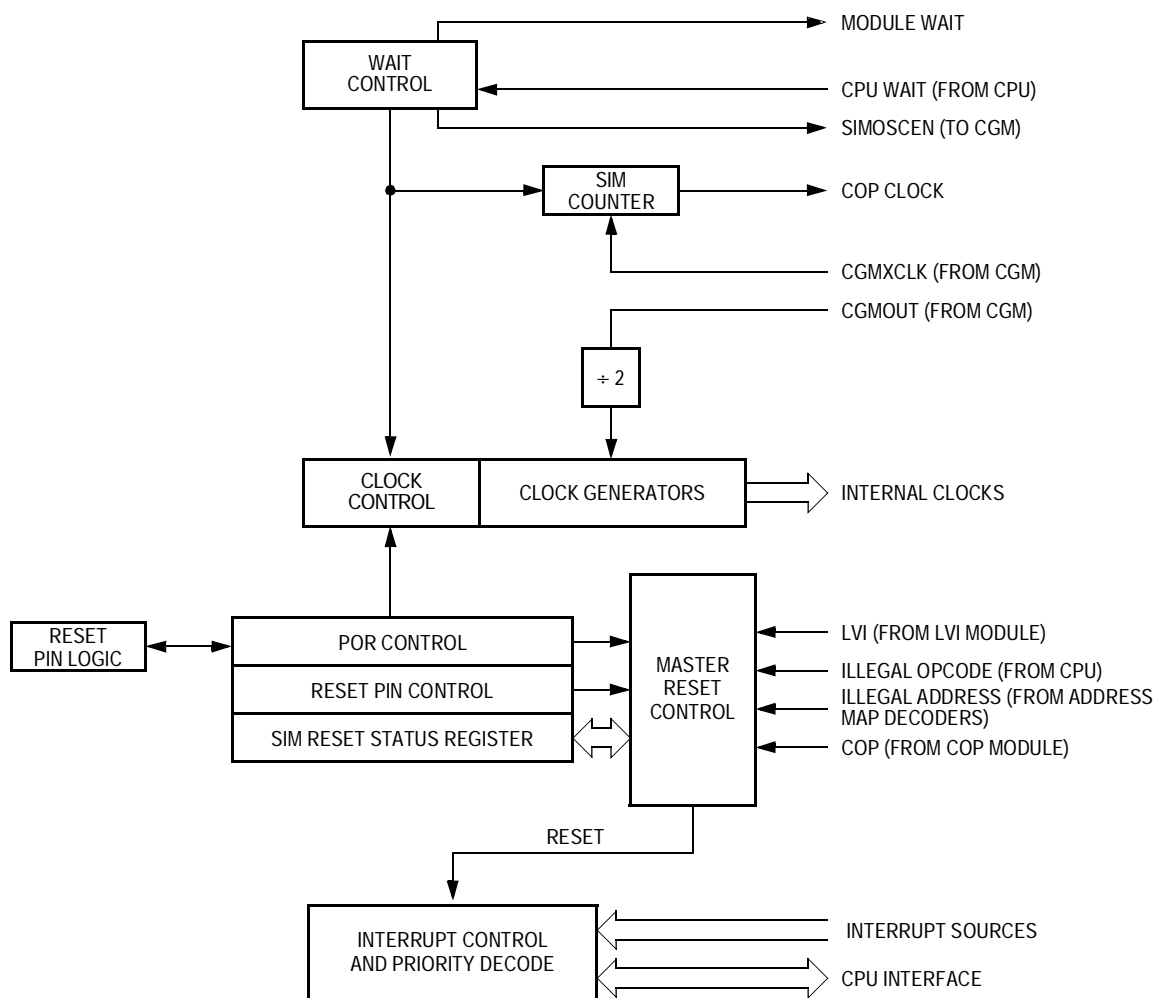 MODULE WAIT
WAIT
CONTROL
CPU WAIT (FROM CPU)
SIMOSCEN (TO CGM)
SIM
COUNTER
COP CLOCK
CGMXCLK (FROM CGM)
CGMOUT (FROM CGM)
÷ 2
CLOCK
CONTROL
CLOCK GENERATORS
INTERNAL CLOCKS
RESET
PIN LOGIC
POR CONTROL
RESET PIN CONTROL
SIM RESET STATUS REGISTER
MASTER
RESET
CONTROL
LVI (FROM LVI MODULE)
ILLEGAL OPCODE (FROM CPU)
ILLEGAL ADDRESS (FROM ADDRESS
MAP DECODERS)
COP (FROM COP MODULE)
RESET
INTERRUPT CONTROL
AND PRIORITY DECODE
INTERRUPT SOURCES
CPU INTERFACE